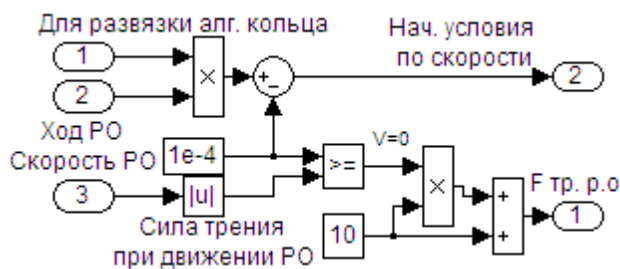 Для развязки алг. кольца
Нач. условия
по скорости
1
2
×
+
−
2
Ход РО
Скорость РО
1e-4
>=
V=0
3
|u|
×
F тр. р.о
+
+
1
Сила трения
при движении РО
10